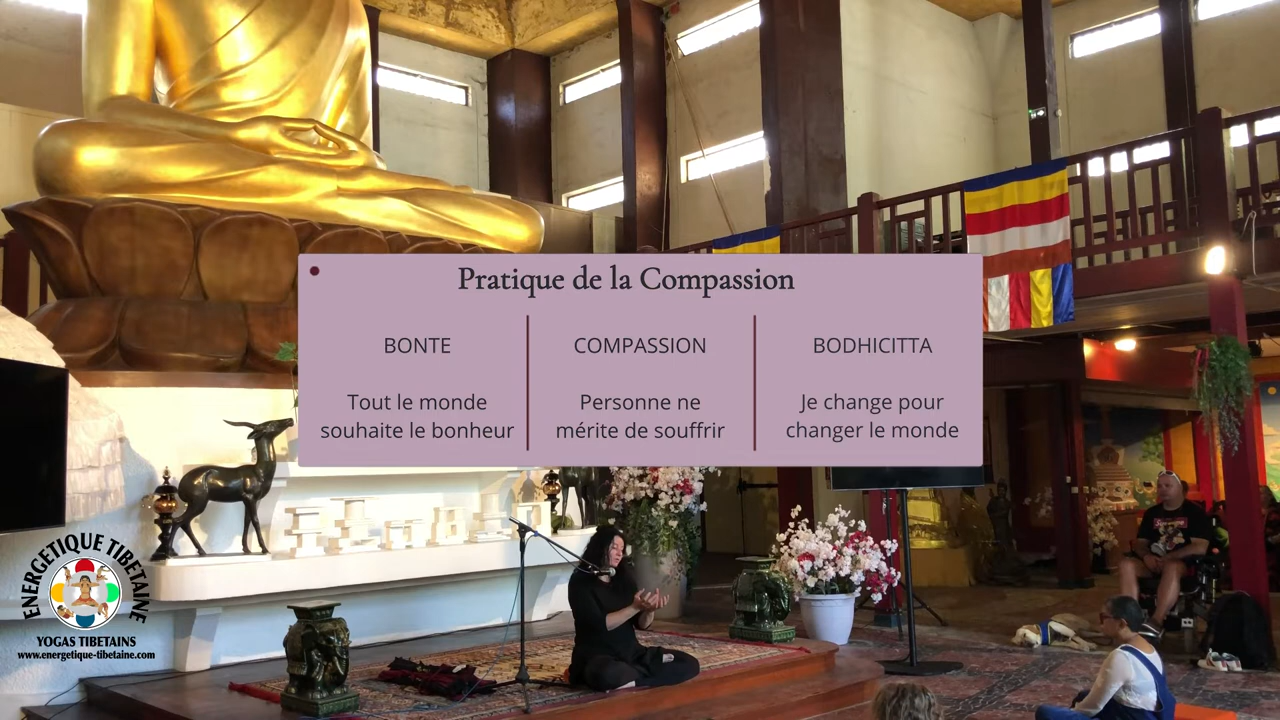 Pratique de la Compassion
BONTE
Tout le monde
souhaite le bonheur
COMPASSION
Personne ne
mérite de souffrir
BODHICITTA
Je change pour
changer le monde
ENERGETIQUE TIBETAINE
YOGAS TIBETAINS
www.energetique-tibetaine.com